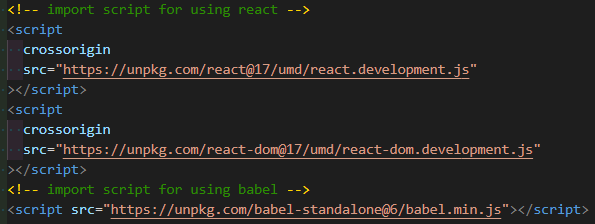 <!-- import script for using react -->
<script
crossorigin
src="https://unpkg.com/react@17/umd/react.development.js"
></script>
<script
crossorigin
src="https://unpkg.com/react-dom@17/umd/react-dom.development.js"
></script>
<!-- import script for using babel -->
<script src="https://unpkg.com/babel-standalone@6/babel.min.js"></script>